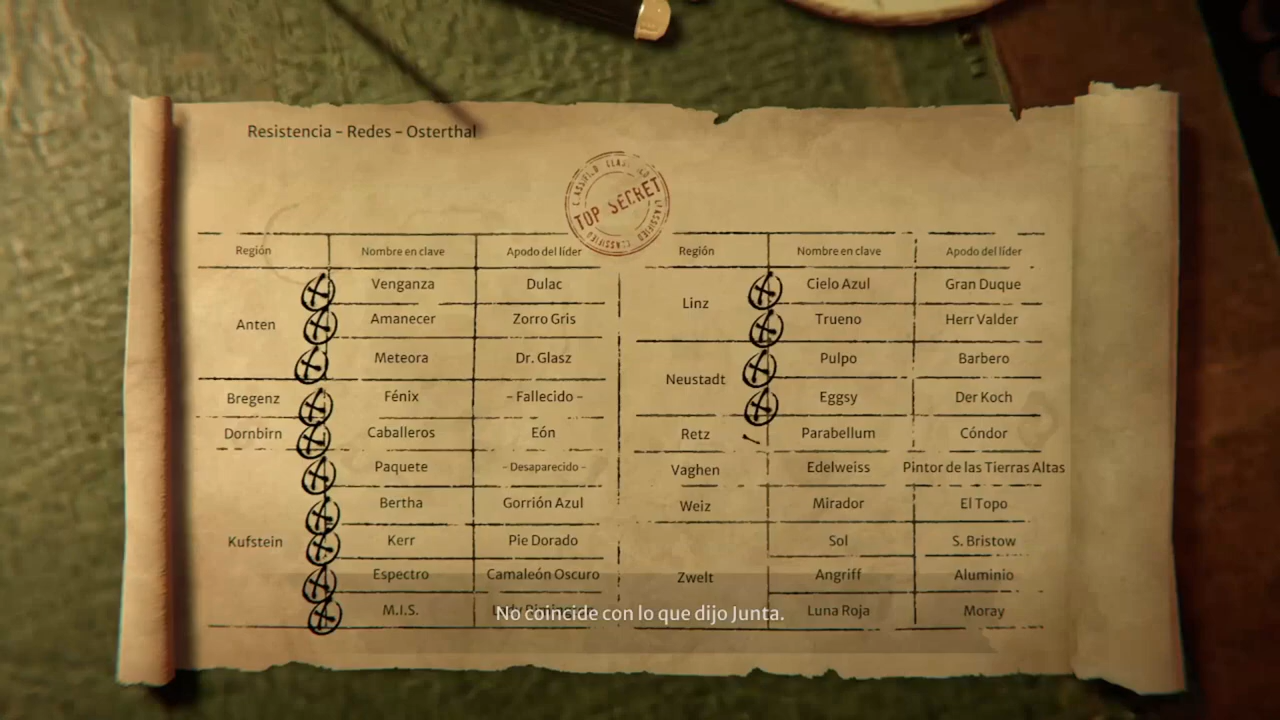 Resistencia – Redes – Osterthal
CLASSIFIED
TOP SECRET
CLASSIFIED
Región Nombre en clave Apodo del líder
Anten
Venganza Dulac
Amanecer Zorro Gris
Meteora Dr. Glasz
Bregenz Fénix – Fallecido –
Dornbirn Caballeros Eón
Kufstein
Paquete – Desaparecido –
Bertha Gorrión Azul
Kerr Pie Dorado
Espectro Camaleón Oscuro
M.I.S.
Región Nombre en clave Apodo del líder
Linz
Cielo Azul Gran Duque
Trueno Herr Valder
Neustadt
Pulpo Barbero
Eggsy Der Koch
Retz Parabellum Cóndor
Vaghen Edelweiss Pintor de las Tierras Altas
Weiz Mirador El Topo
Zwelt
Sol S. Bristow
Angriff Aluminio
Luna Roja Moray
No coincide con lo que dijo Junta.